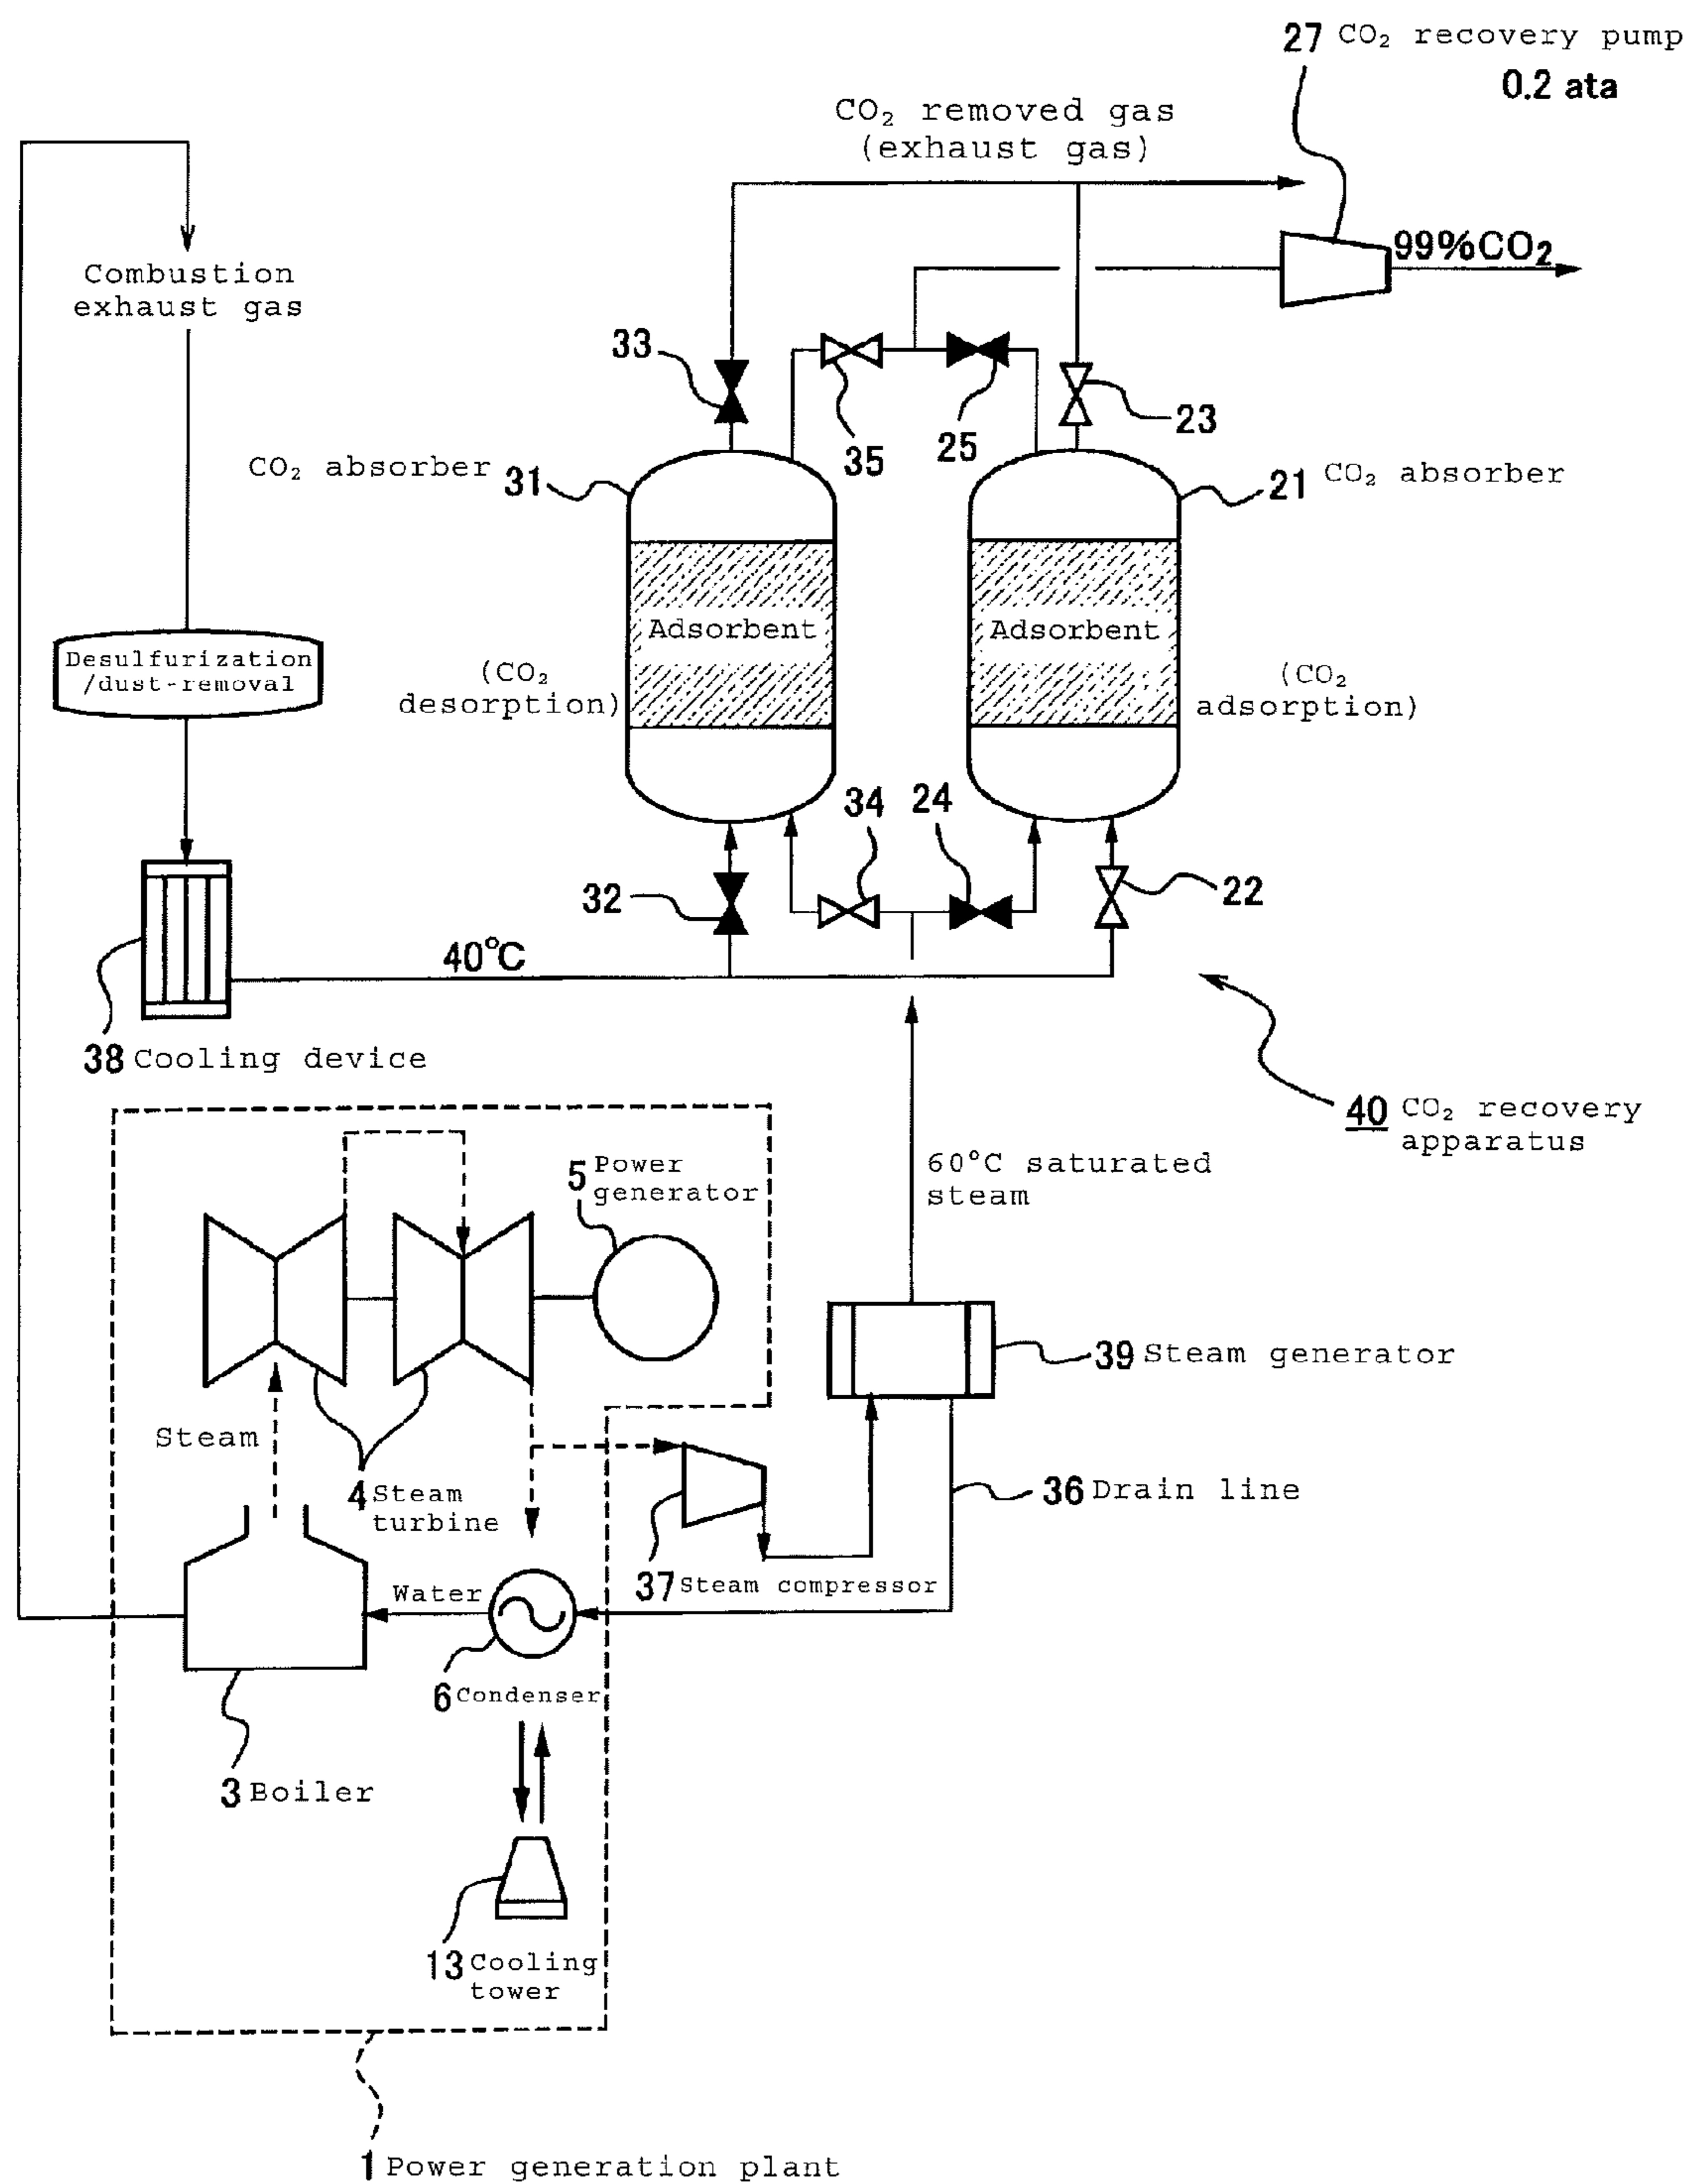 27 CO₂ recovery pump
0.2 ata
CO₂ removed gas
(exhaust gas)
99%CO₂
Combustion
exhaust gas
33
35
25
23
CO₂ absorber 31
21 CO₂ absorber
Adsorbent
Adsorbent
Desulfurization
/dust-removal
(CO₂
desorption)
(CO₂
adsorption)
34
24
32
22
40°C
38 Cooling device
40 CO₂ recovery
apparatus
60°C saturated
steam
5 Power
generator
39 Steam generator
Steam
4 Steam
turbine
36 Drain line
37 Steam compressor
Water
6 Condenser
3 Boiler
13 Cooling
tower
1 Power generation plant